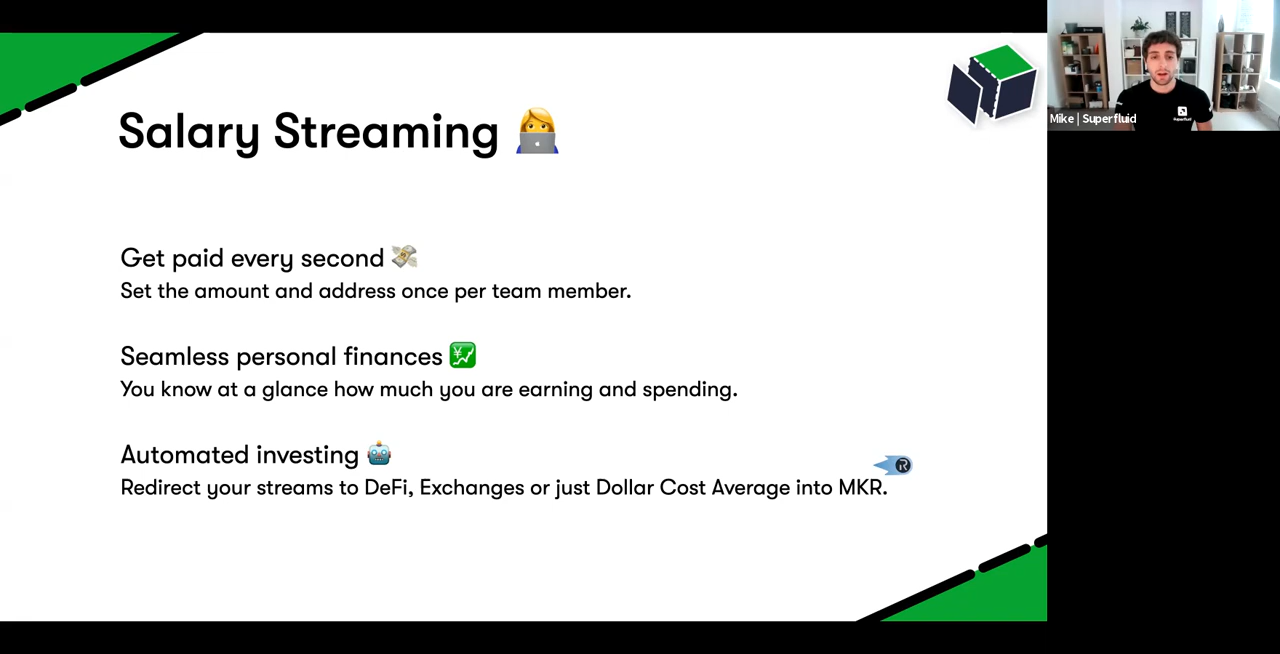 Salary Streaming
Get paid every second
Set the amount and address once per team member.
Seamless personal finances
You know at a glance how much you are earning and spending.
Automated investing
Redirect your streams to DeFi, Exchanges or just Dollar Cost Average into MKR.
Mike | Superfluid
Superfluid